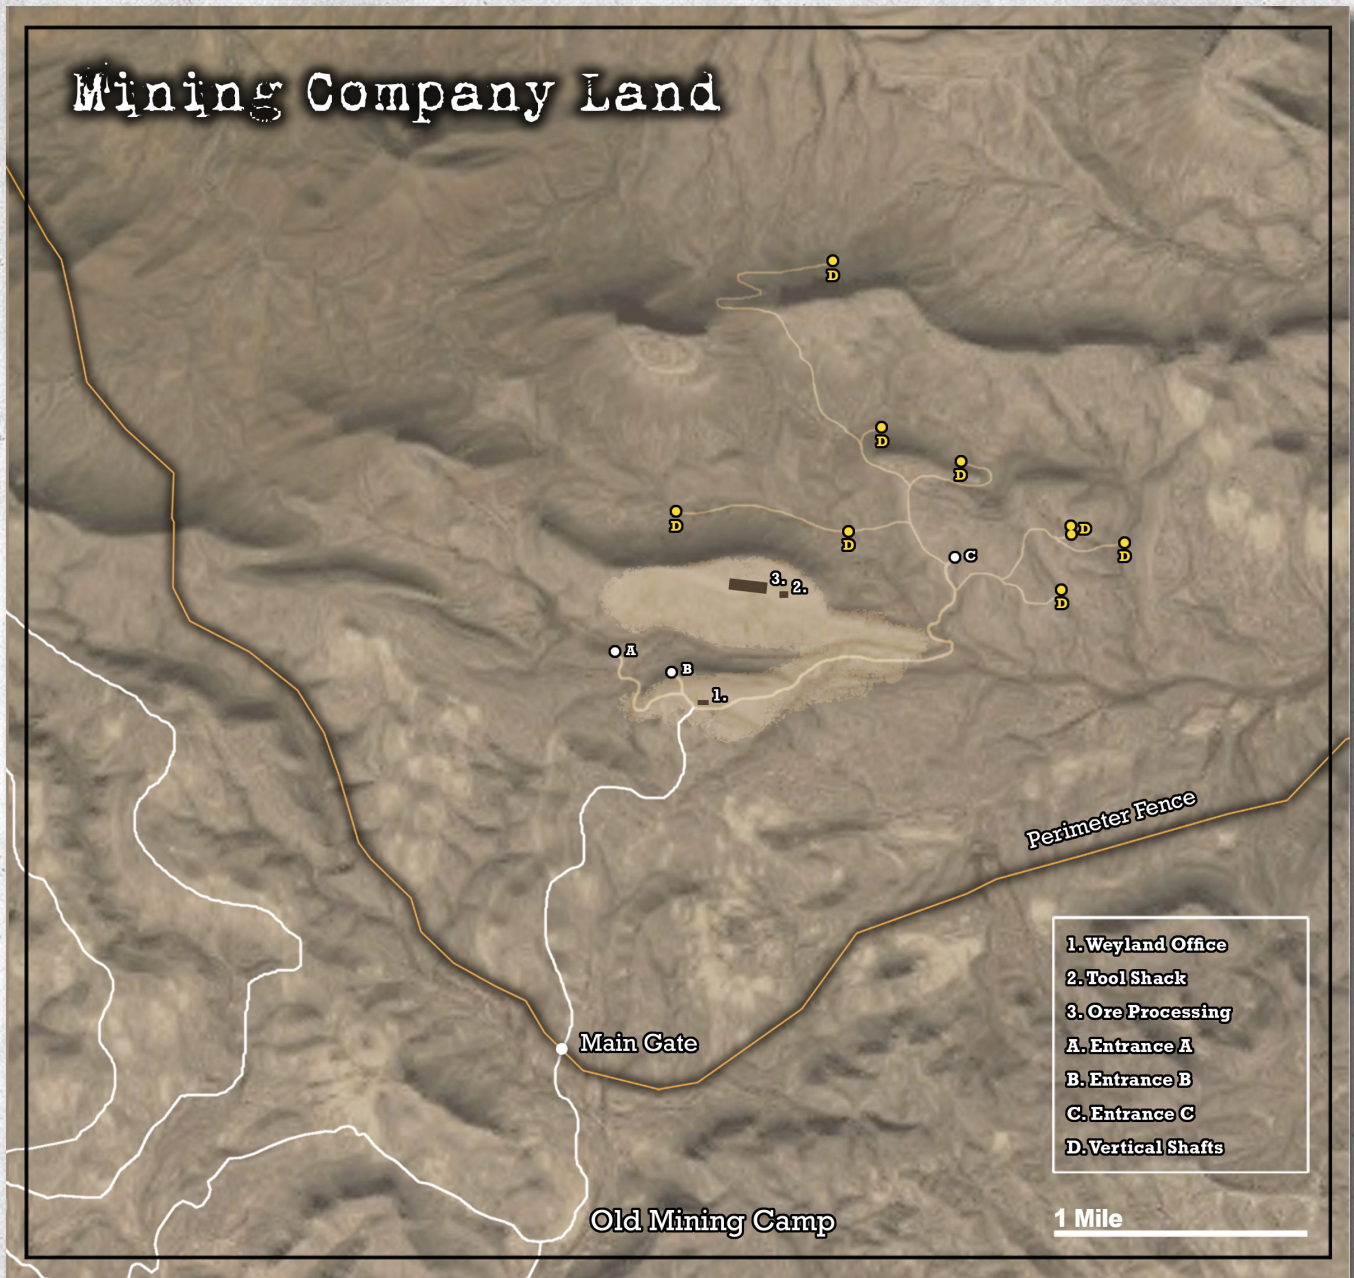 Mining Company Land
D
D
D
D
D
D
D
D
C
3.
2.
A
B
1.
Perimeter Fence
Main Gate
Old Mining Camp
1. Weyland Office
2. Tool Shack
3. Ore Processing
A. Entrance A
B. Entrance B
C. Entrance C
D. Vertical Shafts
1 Mile